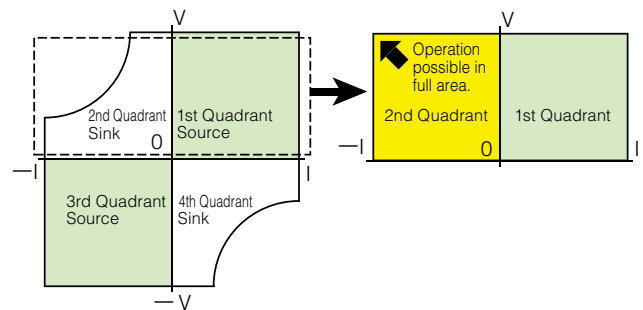 V
2nd Quadrant
Sink
1st Quadrant
Source
0
—I
I
3rd Quadrant
Source
4th Quadrant
Sink
—V
V
Operation
possible in
full area.
2nd Quadrant
1st Quadrant
0
—I
I